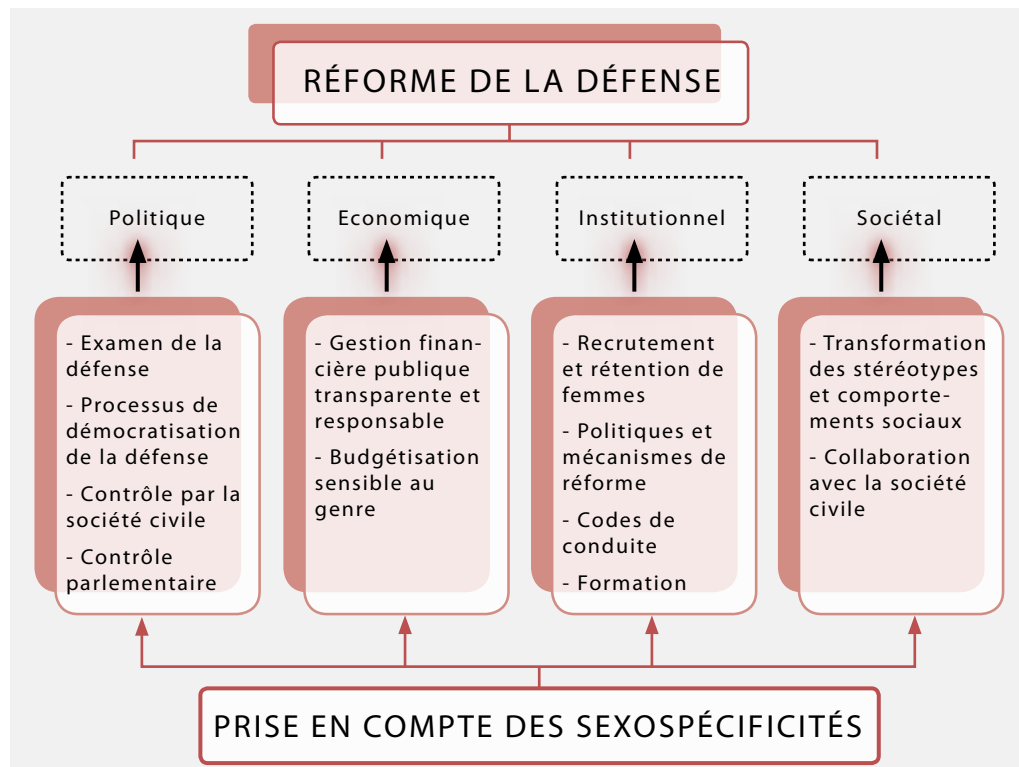 RÉFORME DE LA DÉFENSE
Politique
Economique
Institutionnel
Sociétal
- Examen de la
défense
- Processus de
démocratisation
de la défense
- Contrôle par la
société civile
- Contrôle
parlementaire
- Gestion finan-
cière publique
transparente et
responsable
- Budgétisation
sensible au
genre
- Recrutement
et rétention de
femmes
- Politiques et
mécanismes de
réforme
- Codes de
conduite
- Formation
- Transformation
des stéréotypes
et comporte-
ments sociaux
- Collaboration
avec la société
civile
PRISE EN COMPTE DES SEXOSPÉCIFICITÉS